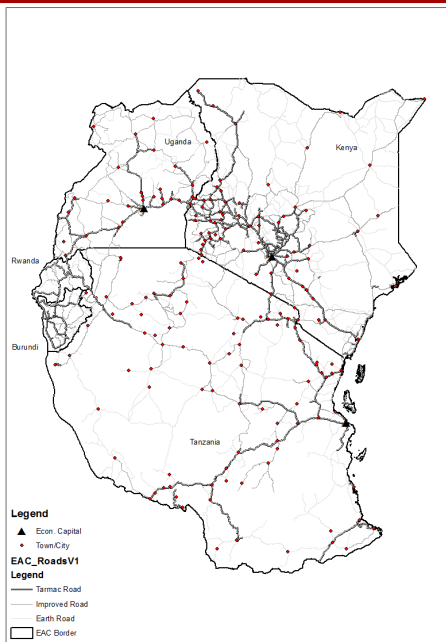 Uganda
Kenya
Rwanda
Burundi
Tanzania
Legend
Econ. Capital
Town/City
EAC_RoadsV1
Legend
Tarmac Road
Improved Road
Earth Road
EAC Border